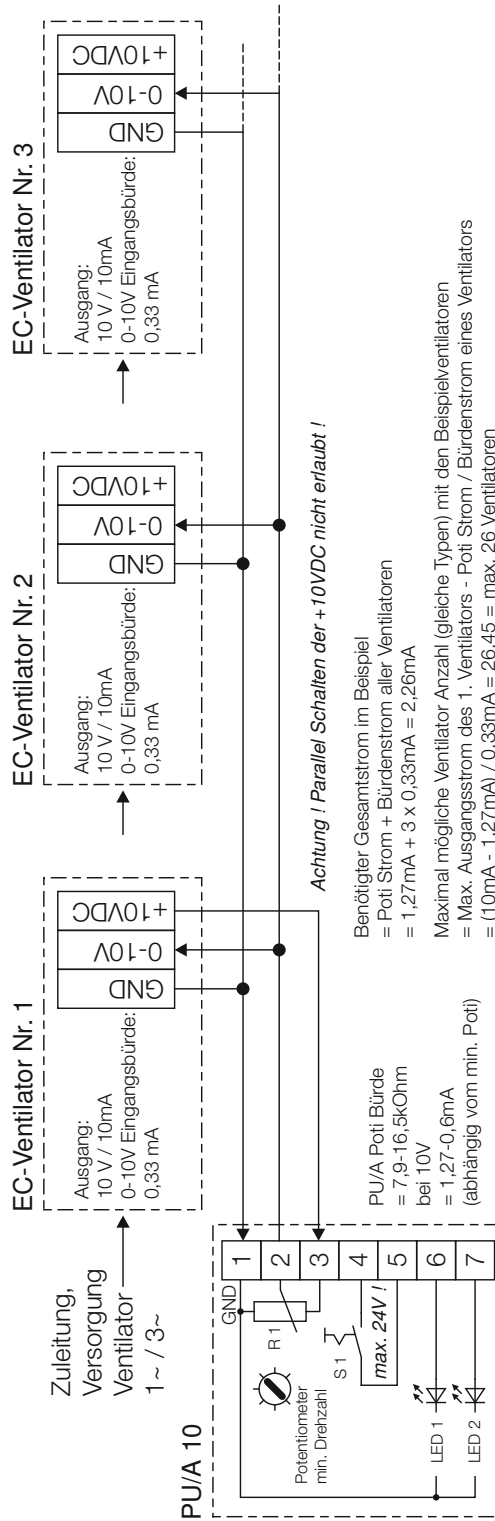 EC-Ventilator Nr. 1
EC-Ventilator Nr. 2
EC-Ventilator Nr. 3
Zuleitung,
Versorgung
Ventilator
1~ / 3~
Ausgang:
10 V / 10mA
0-10V Eingangsbürde:
0,33 mA
GND
0-10V
+10VDC
Ausgang:
10 V / 10mA
0-10V Eingangsbürde:
0,33 mA
GND
0-10V
+10VDC
Ausgang:
10 V / 10mA
0-10V Eingangsbürde:
0,33 mA
GND
0-10V
+10VDC
PU/A 10
GND
1
2
3
4
5
6
7
R 1
Potentiometer
min. Drehzahl
S 1
max. 24V !
LED 1
LED 2
PU/A Poti Bürde
= 7,9-16,5kOhm
bei 10V
= 1,27-0,6mA
(abhängig vom min. Poti)
Achtung ! Parallel Schalten der +10VDC nicht erlaubt !
Benötigter Gesamtstrom im Beispiel
= Poti Strom + Bürdenstrom aller Ventilatoren
= 1,27mA + 3 x 0,33mA = 2,26mA
Maximal mögliche Ventilator Anzahl (gleiche Typen) mit den Beispielventilatoren
= Max. Ausgangsstrom des 1. Ventilators - Poti Strom / Bürdenstrom eines Ventilators
= (10mA - 1,27mA) / 0,33mA = 26,45 = max. 26 Ventilatoren